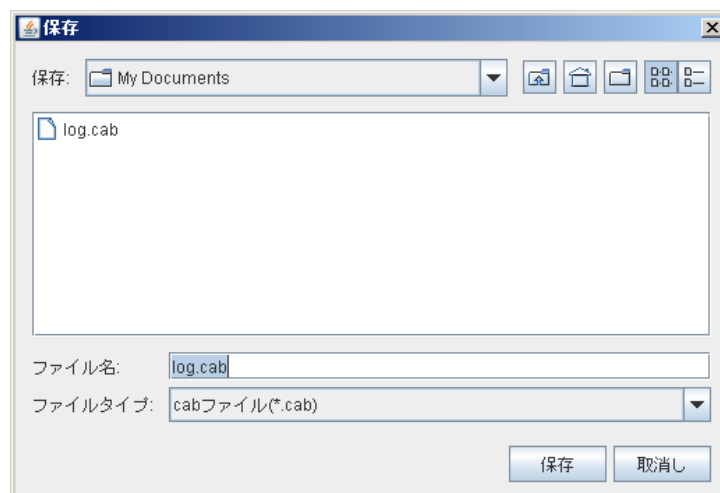 保存
保存: My Documents
log.cab
ファイル名: log.cab
ファイルタイプ: cabファイル(*.cab)
保存 取消し